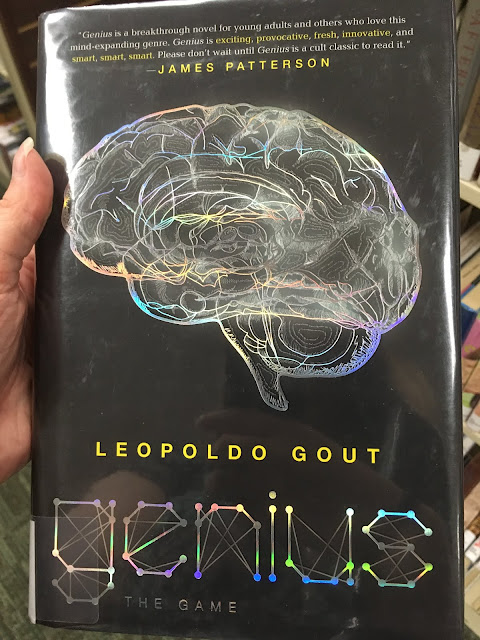 "Genius is a breakthrough novel for young adults and others who love this
mind-expanding genre. Genius is exciting, provocative, fresh, innovative, and
smart, smart, smart. Please don't wait until Genius is a cult classic to read it."
—JAMES PATTERSON
LEOPOLDO GOUT
genius
THE GAME